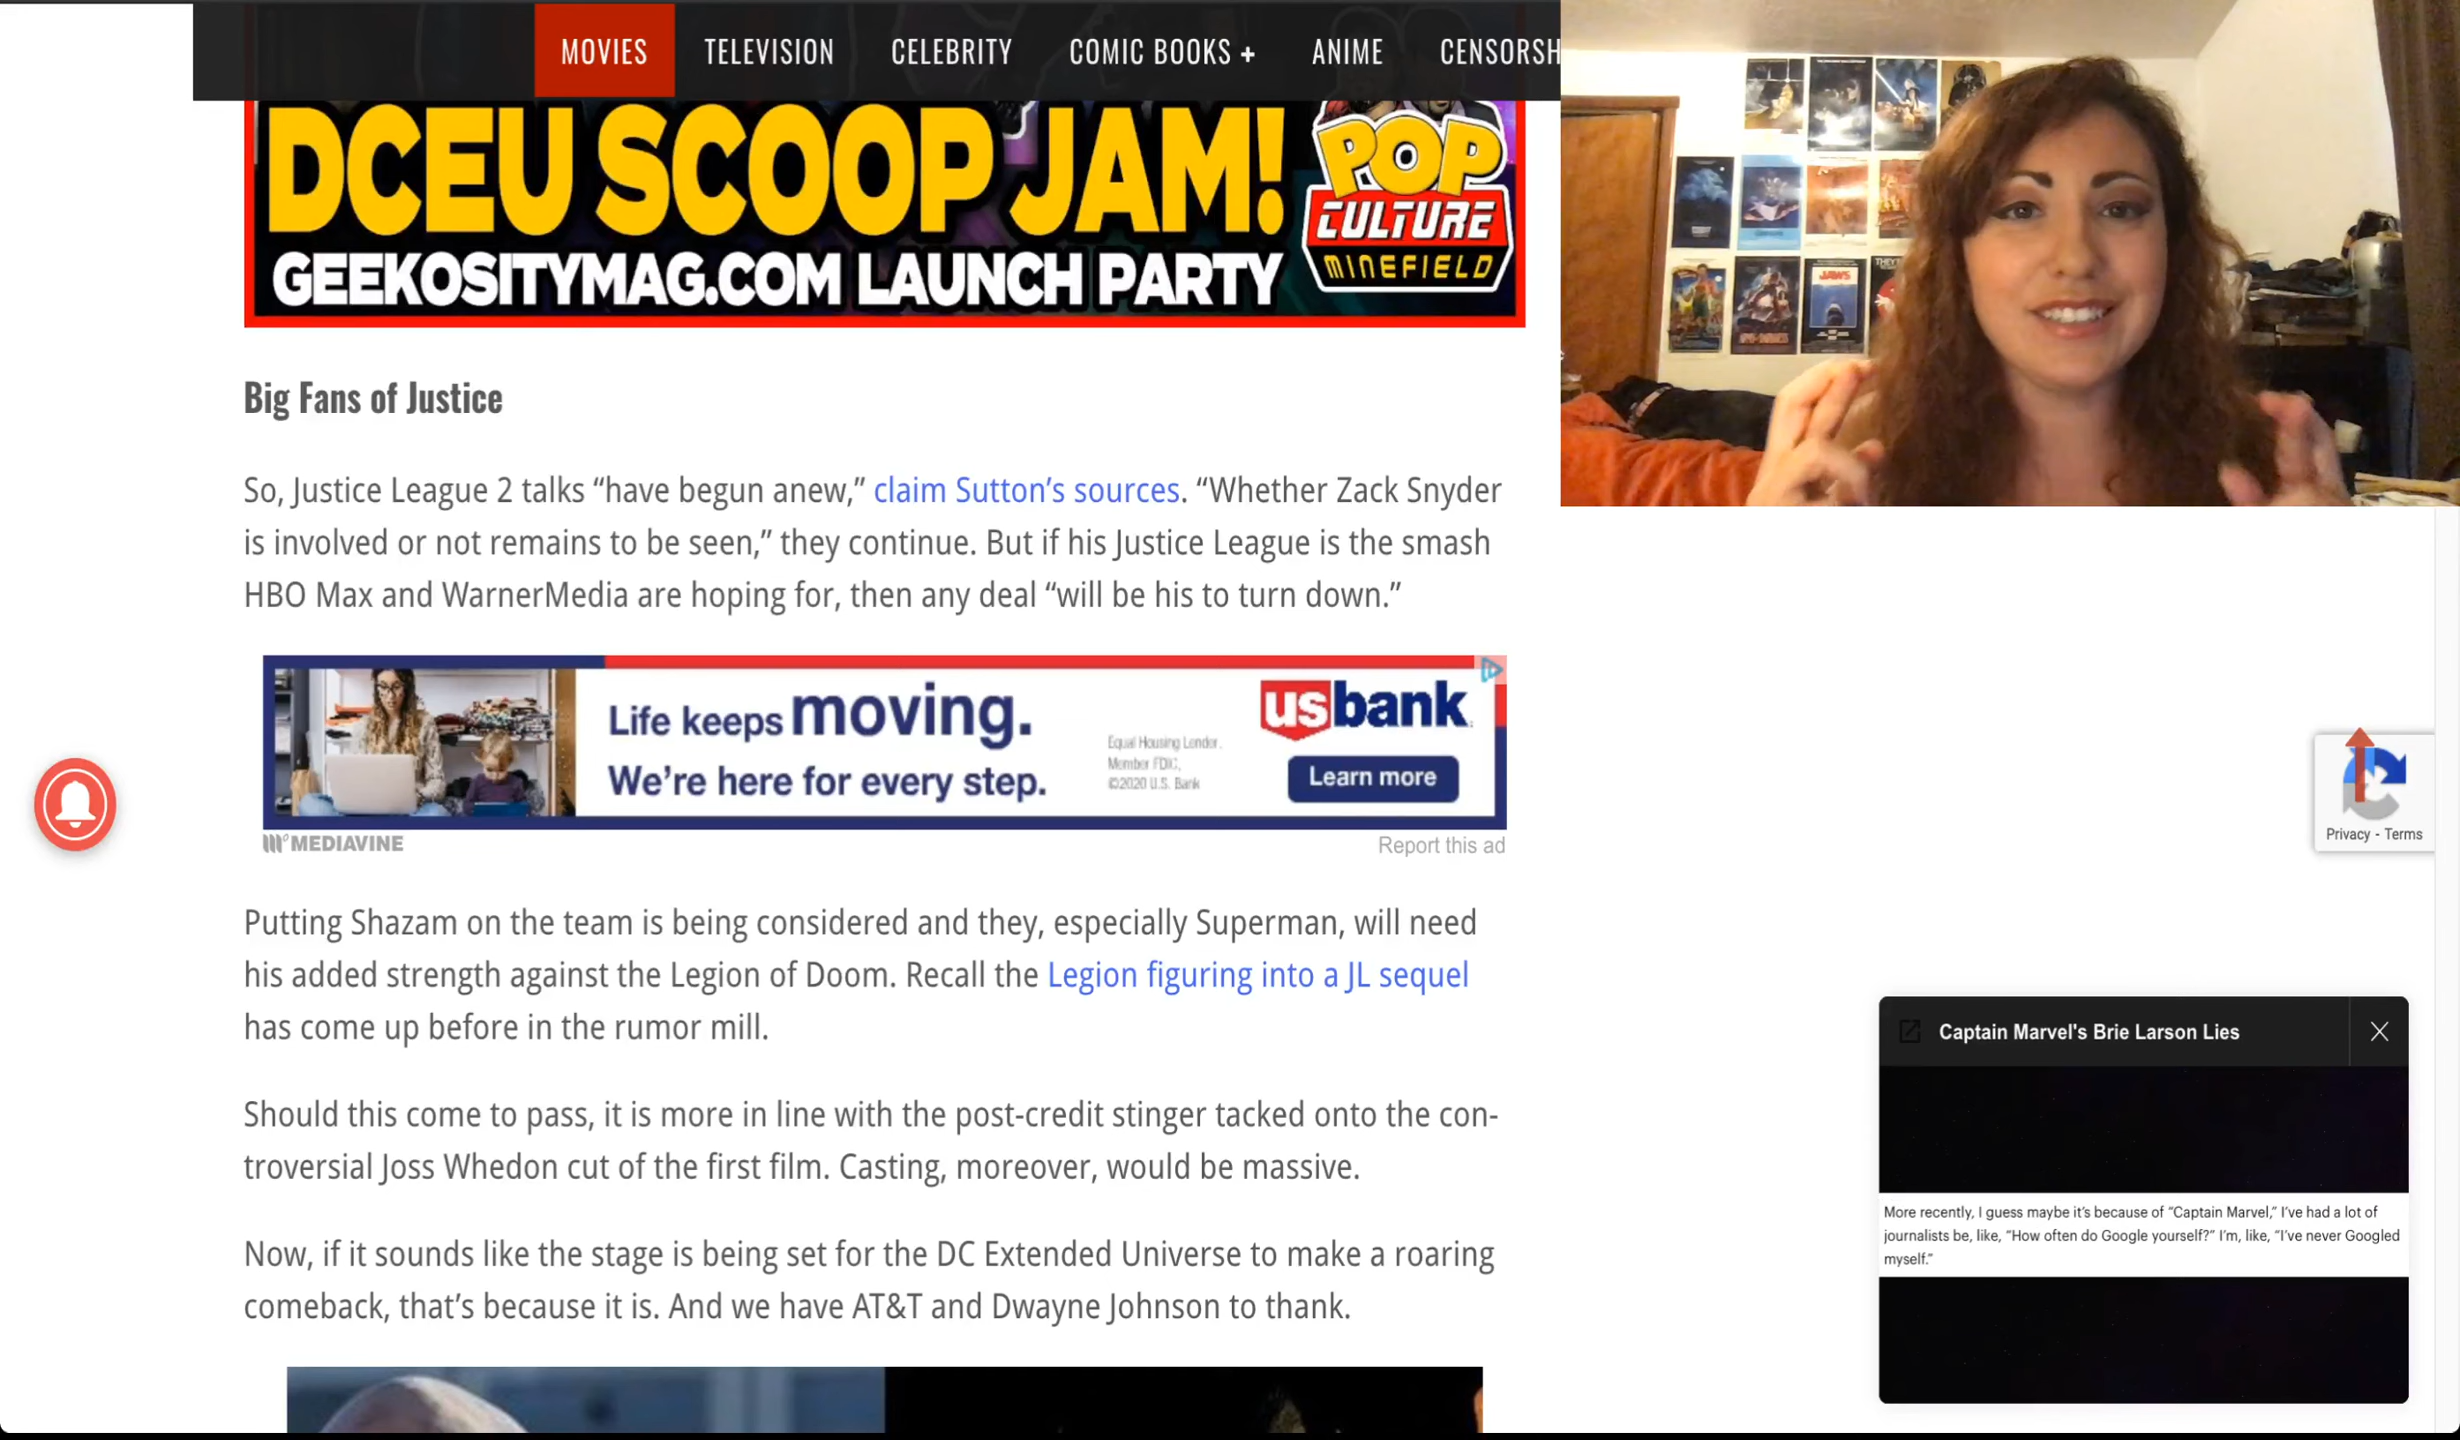 MOVIES TELEVISION CELEBRITY COMIC BOOKS + ANIME CENSORSH
DCEU SCOOP JAM!
GEEKOSITYMAG.COM LAUNCH PARTY
POP
CULTURE
MINEFIELD
JAWS
Big Fans of Justice
So, Justice League 2 talks “have begun anew,” claim Sutton’s sources. “Whether Zack Snyder
is involved or not remains to be seen,” they continue. But if his Justice League is the smash
HBO Max and WarnerMedia are hoping for, then any deal “will be his to turn down.”
Life keeps moving.
We’re here for every step.
Equal Housing Lender.
Member FDIC,
©2020 U.S. Bank
usbank
Learn more
MEDIAVINE
Report this ad
Privacy - Terms
Putting Shazam on the team is being considered and they, especially Superman, will need
his added strength against the Legion of Doom. Recall the Legion figuring into a JL sequel
has come up before in the rumor mill.
Should this come to pass, it is more in line with the post-credit stinger tacked onto the con-
troversial Joss Whedon cut of the first film. Casting, moreover, would be massive.
Now, if it sounds like the stage is being set for the DC Extended Universe to make a roaring
comeback, that’s because it is. And we have AT&T and Dwayne Johnson to thank.
Captain Marvel's Brie Larson Lies
More recently, I guess maybe it’s because of “Captain Marvel,” I’ve had a lot of
journalists be, like, “How often do Google yourself?” I’m, like, “I’ve never Googled
myself.”